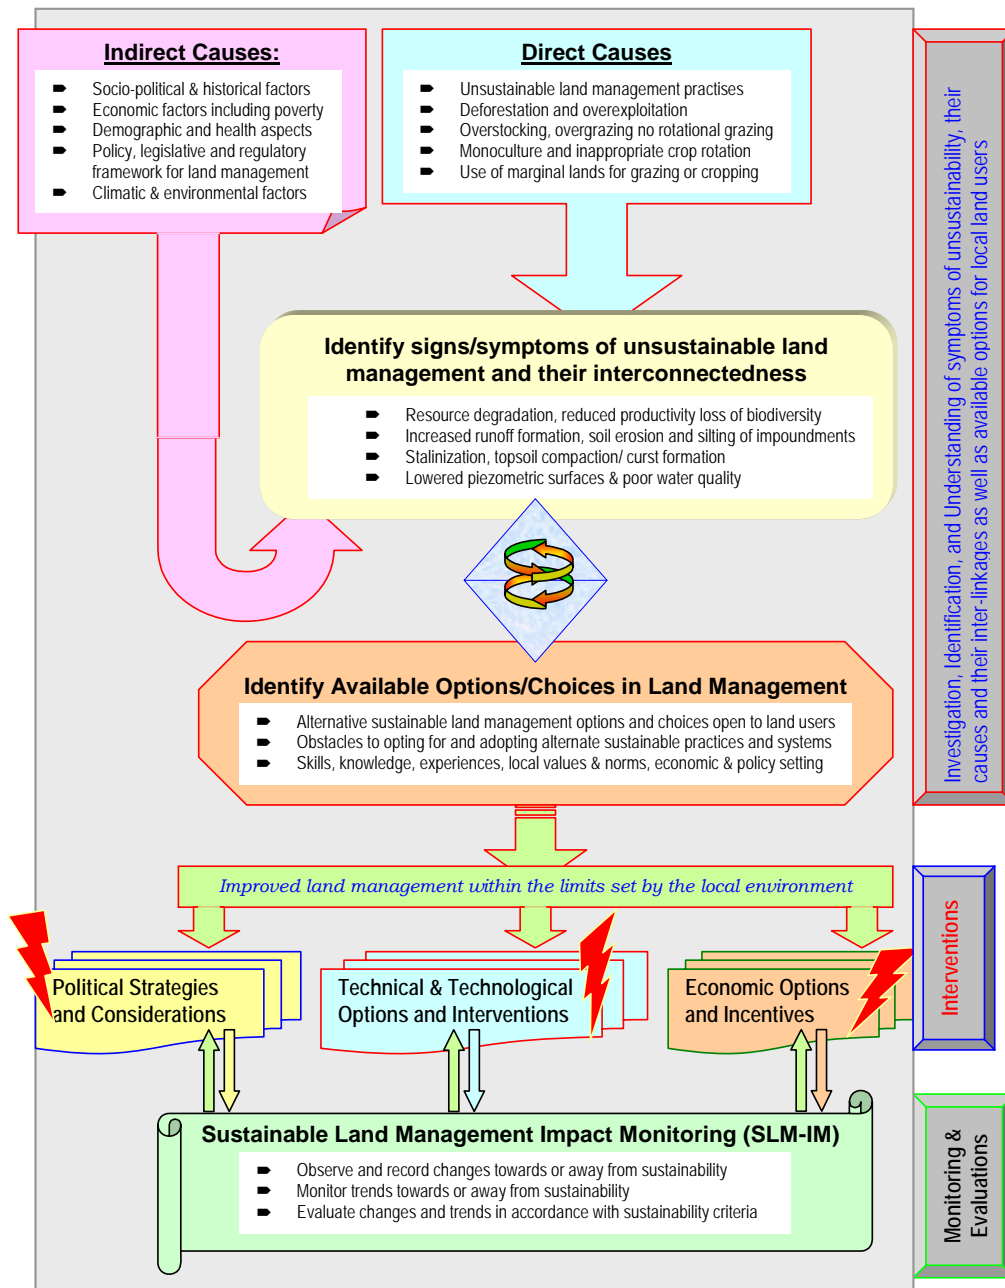 Indirect Causes:
Socio-political & historical factors
Economic factors including poverty
Demographic and health aspects
Policy, legislative and regulatory
framework for land management
Climatic & environmental factors
Direct Causes
Unsustainable land management practises
Deforestation and overexploitation
Overstocking, overgrazing no rotational grazing
Monoculture and inappropriate crop rotation
Use of marginal lands for grazing or cropping
Identify signs/symptoms of unsustainable land
management and their interconnectedness
Resource degradation, reduced productivity loss of biodiversity
Increased runoff formation, soil erosion and silting of impoundments
Stalinization, topsoil compaction/ curst formation
Lowered piezometric surfaces & poor water quality
Identify Available Options/Choices in Land Management
Alternative sustainable land management options and choices open to land users
Obstacles to opting for and adopting alternate sustainable practices and systems
Skills, knowledge, experiences, local values & norms, economic & policy setting
Investigation, Identification, and Understanding of symptoms of unsustainability, their
causes and their inter-linkages as well as available options for local land users
Improved land management within the limits set by the local environment
Political Strategies
and Considerations
Technical & Technological
Options and Interventions
Economic Options
and Incentives
Interventions
Sustainable Land Management Impact Monitoring (SLM-IM)
Observe and record changes towards or away from sustainability
Monitor trends towards or away from sustainability
Evaluate changes and trends in accordance with sustainability criteria
Monitoring &
Evaluations